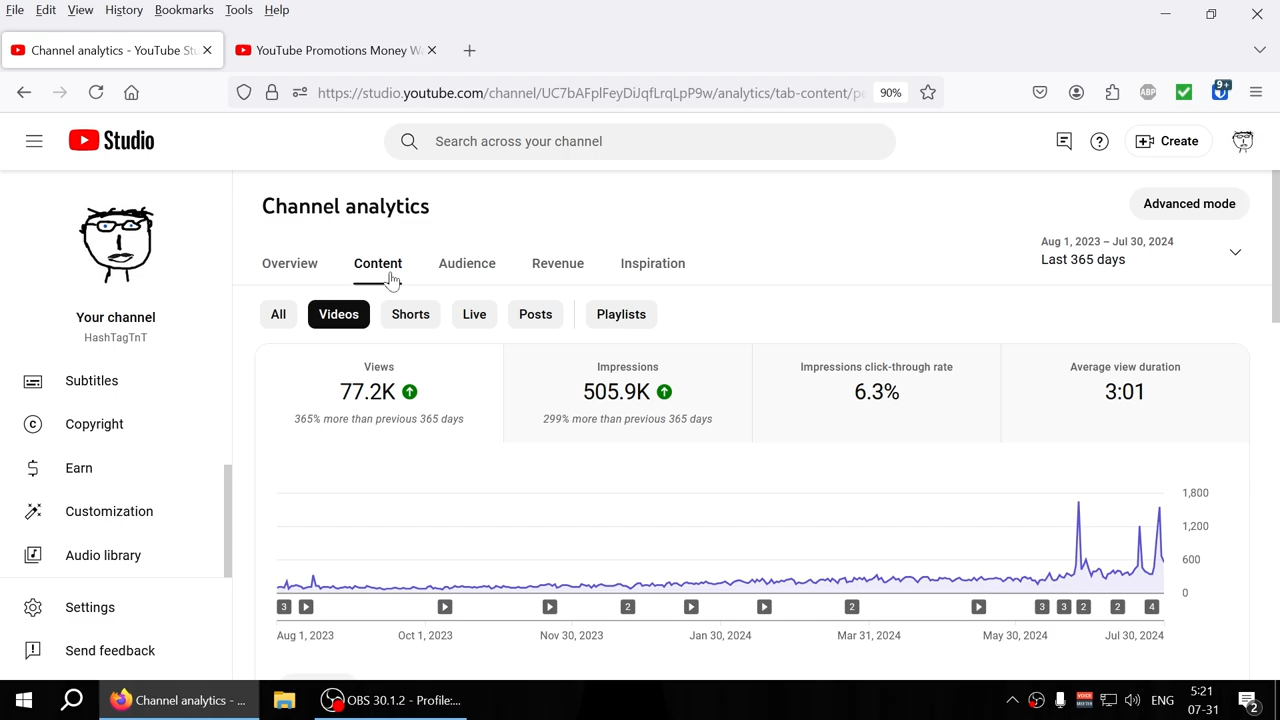 File Edit View History Bookmarks Tools Help
Channel analytics - YouTube Stu
YouTube Promotions Money Wa
https://studio.youtube.com/channel/UC7bAFplFeyDiJqfLrqLpP9w/analytics/tab-content/pe
90%
ABP
9+
Studio
Search across your channel
Create
Your channel
HashTagTnT
Subtitles
Copyright
Earn
Customization
Audio library
Settings
Send feedback
Channel analytics
Advanced mode
Aug 1, 2023 – Jul 30, 2024
Last 365 days
Overview Content Audience Revenue Inspiration
All Videos Shorts Live Posts Playlists
Views Impressions Impressions click-through rate Average view duration
77.2K 505.9K 6.3% 3:01
365% more than previous 365 days 299% more than previous 365 days
1,800
1,200
600
0
3 2 2 3 3 2 2 4
Aug 1, 2023 Oct 1, 2023 Nov 30, 2023 Jan 30, 2024 Mar 31, 2024 May 30, 2024 Jul 30, 2024
Channel analytics - ...
OBS 30.1.2 - Profile:...
ENG
5:21
07-31
2